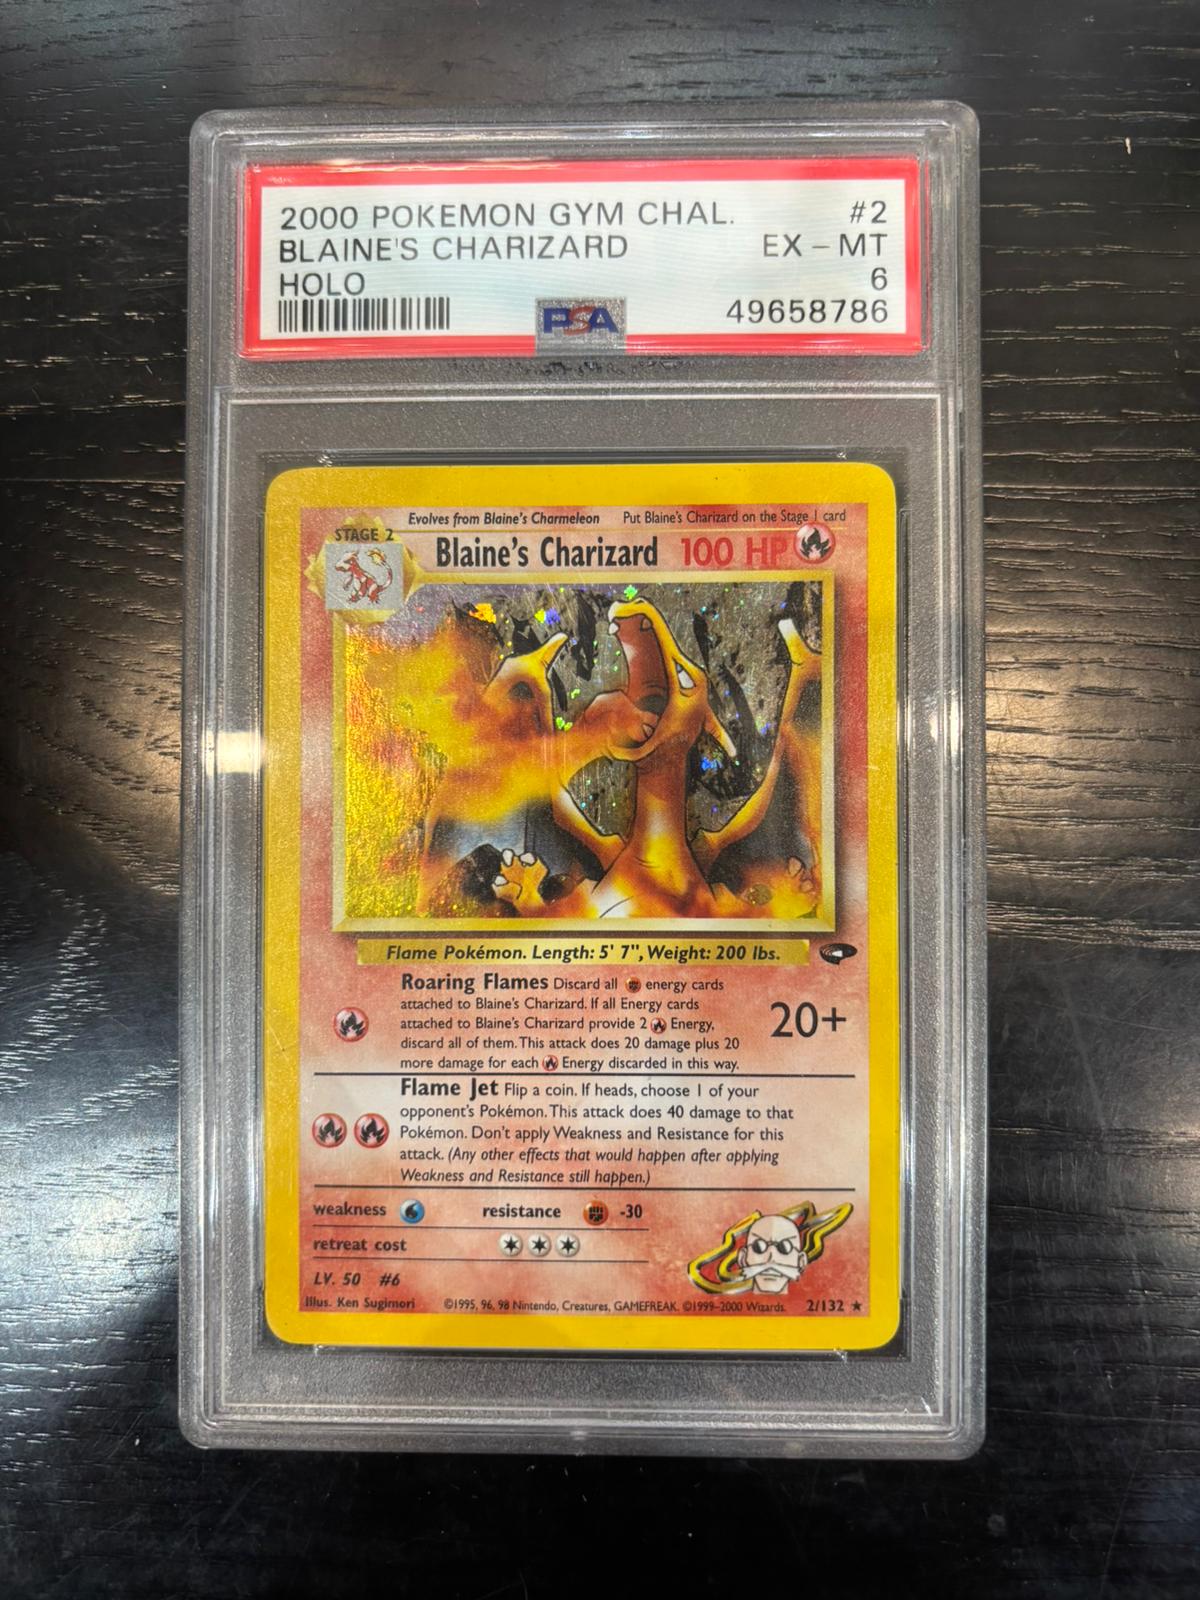 2000 POKEMON GYM CHAL. #2
BLAINE'S CHARIZARD EX – MT
HOLO 6
49658786
PSA
Evolves from Blaine's Charmeleon Put Blaine's Charizard on the Stage 1 card
STAGE 2
Blaine's Charizard 100 HP
Flame Pokémon. Length: 5' 7", Weight: 200 lbs.
Roaring Flames Discard all energy cards
attached to Blaine's Charizard. If all Energy cards
attached to Blaine's Charizard provide 2 Energy,
discard all of them. This attack does 20 damage plus 20
more damage for each Energy discarded in this way.
20+
Flame Jet Flip a coin. If heads, choose 1 of your
opponent's Pokémon. This attack does 40 damage to that
Pokémon. Don't apply Weakness and Resistance for this
attack. (Any other effects that would happen after applying
Weakness and Resistance still happen.)
weakness resistance -30
retreat cost
LV. 50 #6
Illus. Ken Sugimori ©1995, 96, 98 Nintendo, Creatures, GAMEFREAK. ©1999-2000 Wizards. 2/132 ★